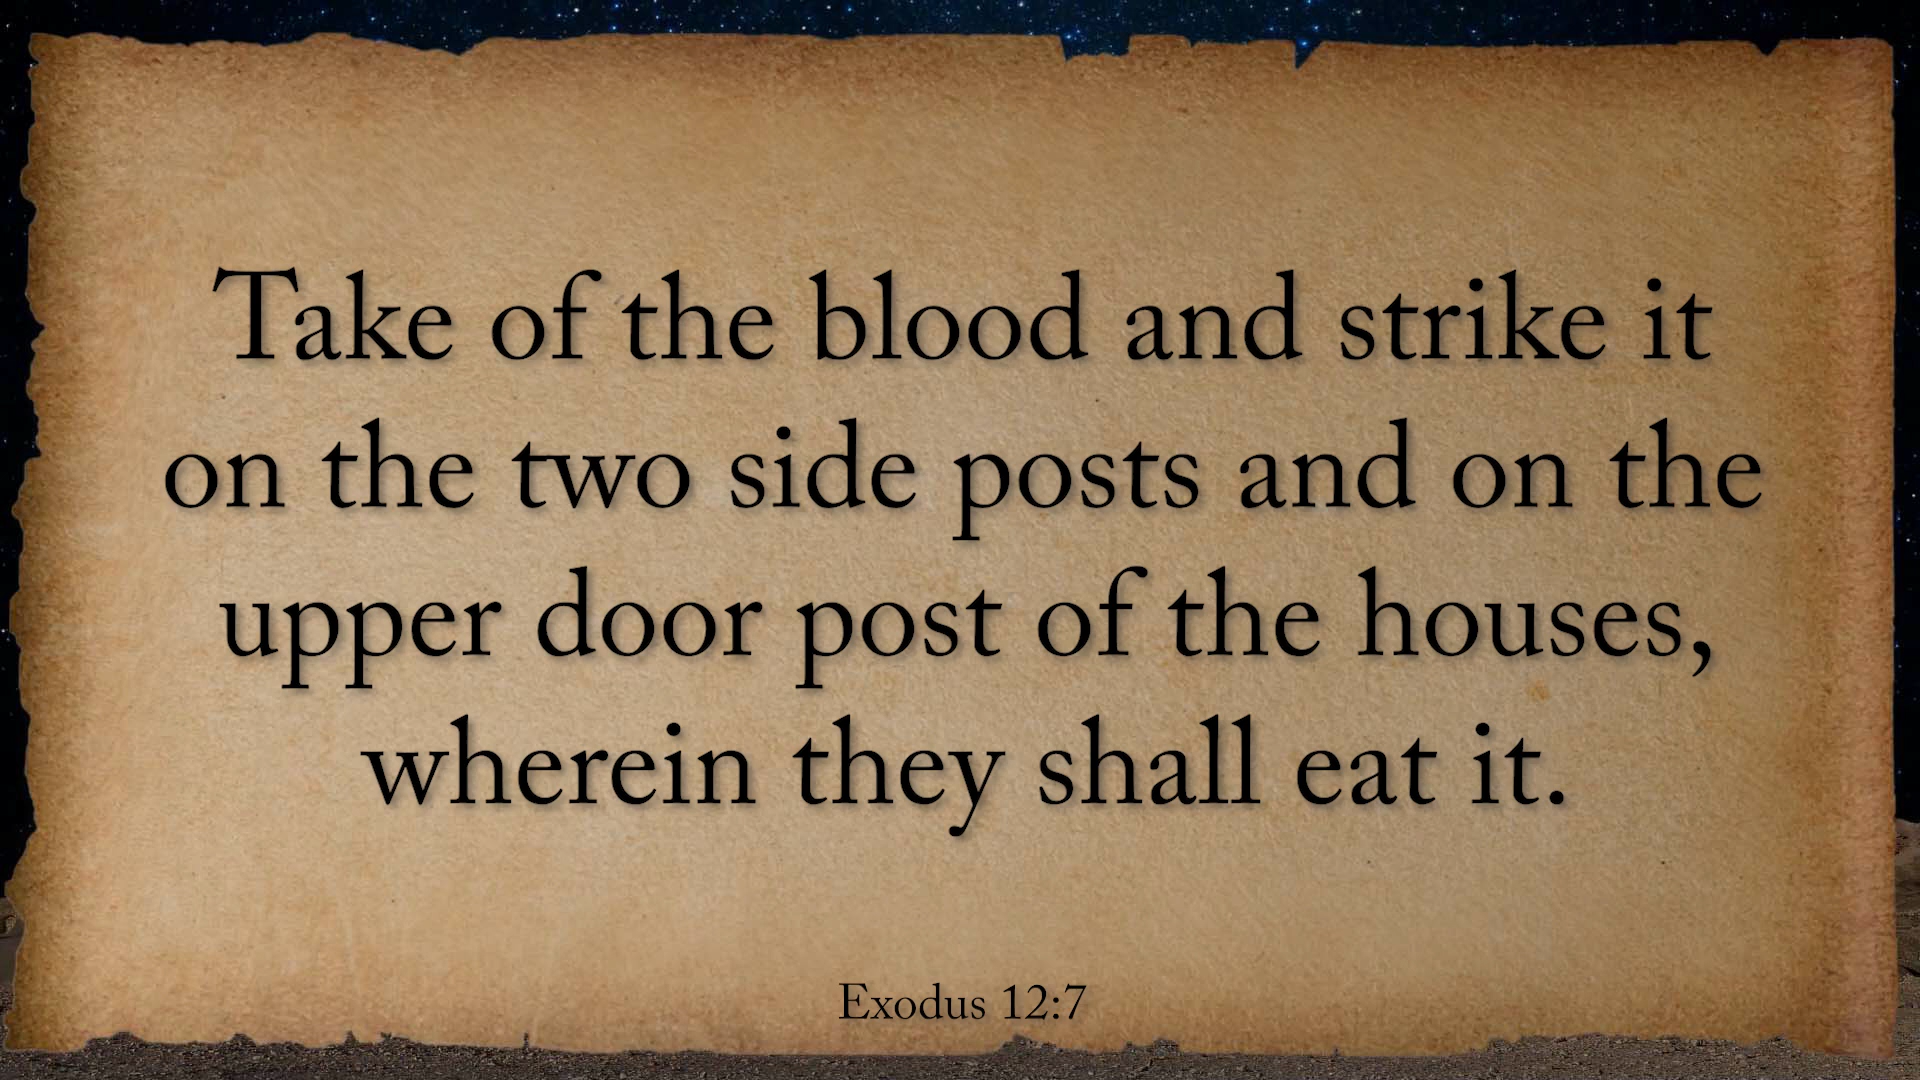 Take of the blood and strike it
on the two side posts and on the
upper door post of the houses,
wherein they shall eat it.
Exodus 12:7